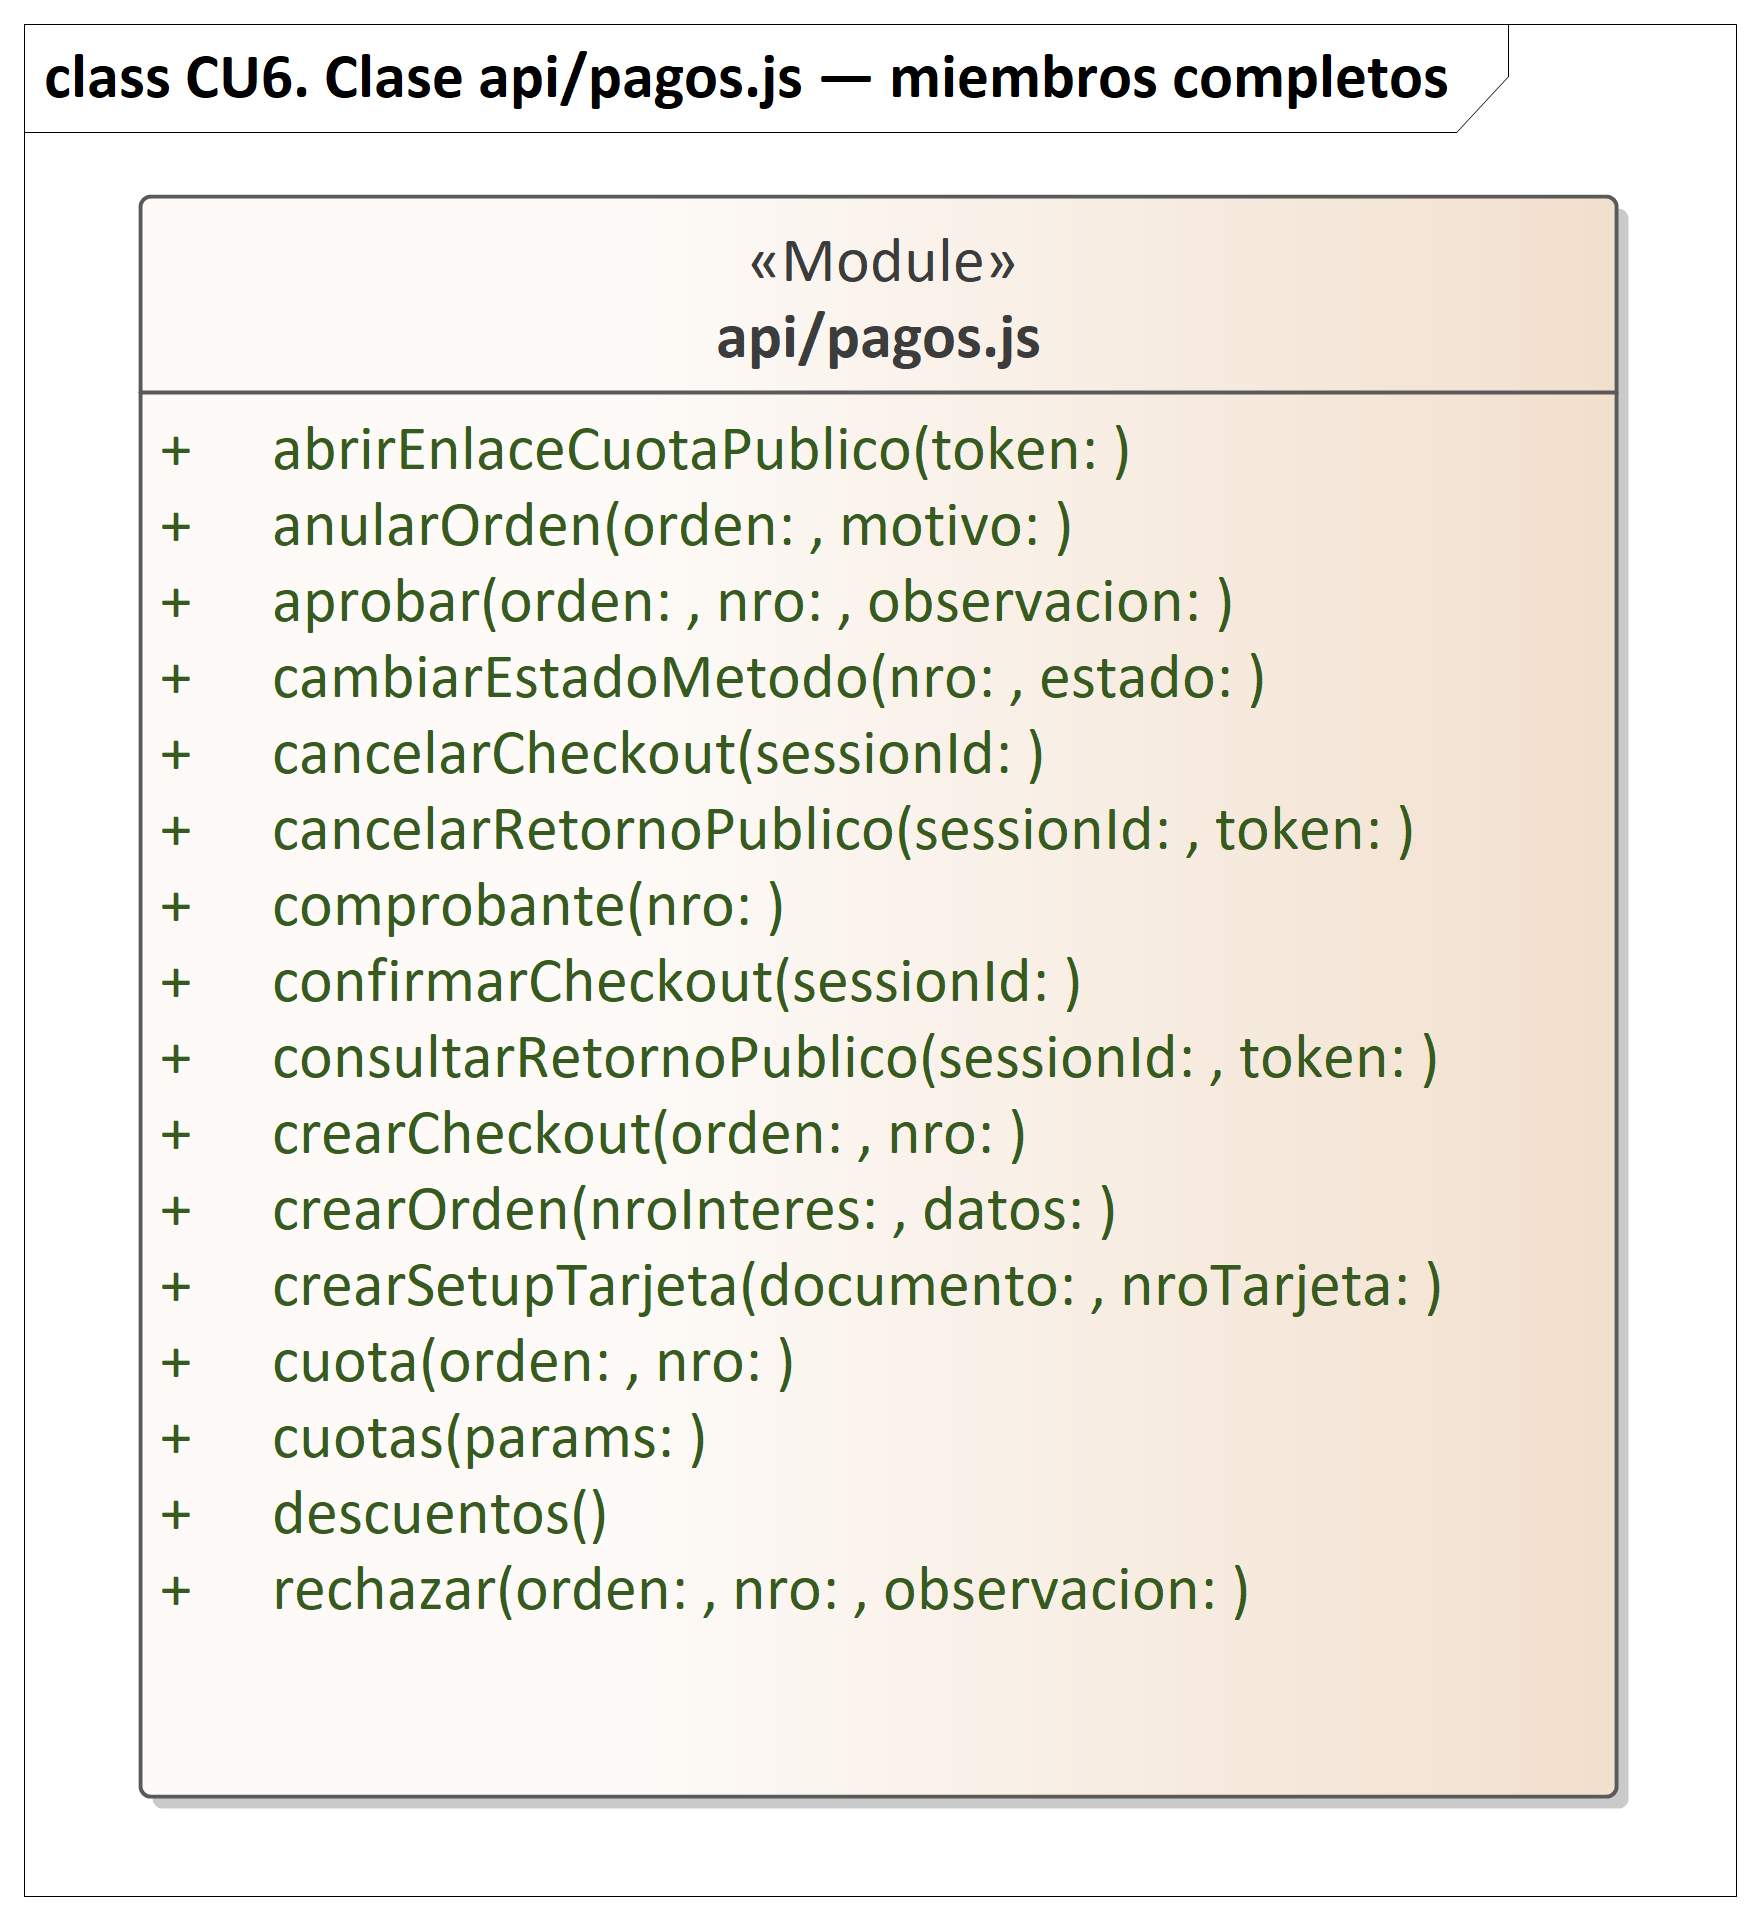 class CU6. Clase api/pagos.js — miembros completos
«Module»
api/pagos.js
+ abrirEnlaceCuotaPublico(token: )
+ anularOrden(orden: , motivo: )
+ aprobar(orden: , nro: , observacion: )
+ cambiarEstadoMetodo(nro: , estado: )
+ cancelarCheckout(sessionId: )
+ cancelarRetornoPublico(sessionId: , token: )
+ comprobante(nro: )
+ confirmarCheckout(sessionId: )
+ consultarRetornoPublico(sessionId: , token: )
+ crearCheckout(orden: , nro: )
+ crearOrden(nroInteres: , datos: )
+ crearSetupTarjeta(documento: , nroTarjeta: )
+ cuota(orden: , nro: )
+ cuotas(params: )
+ descuentos()
+ rechazar(orden: , nro: , observacion: )